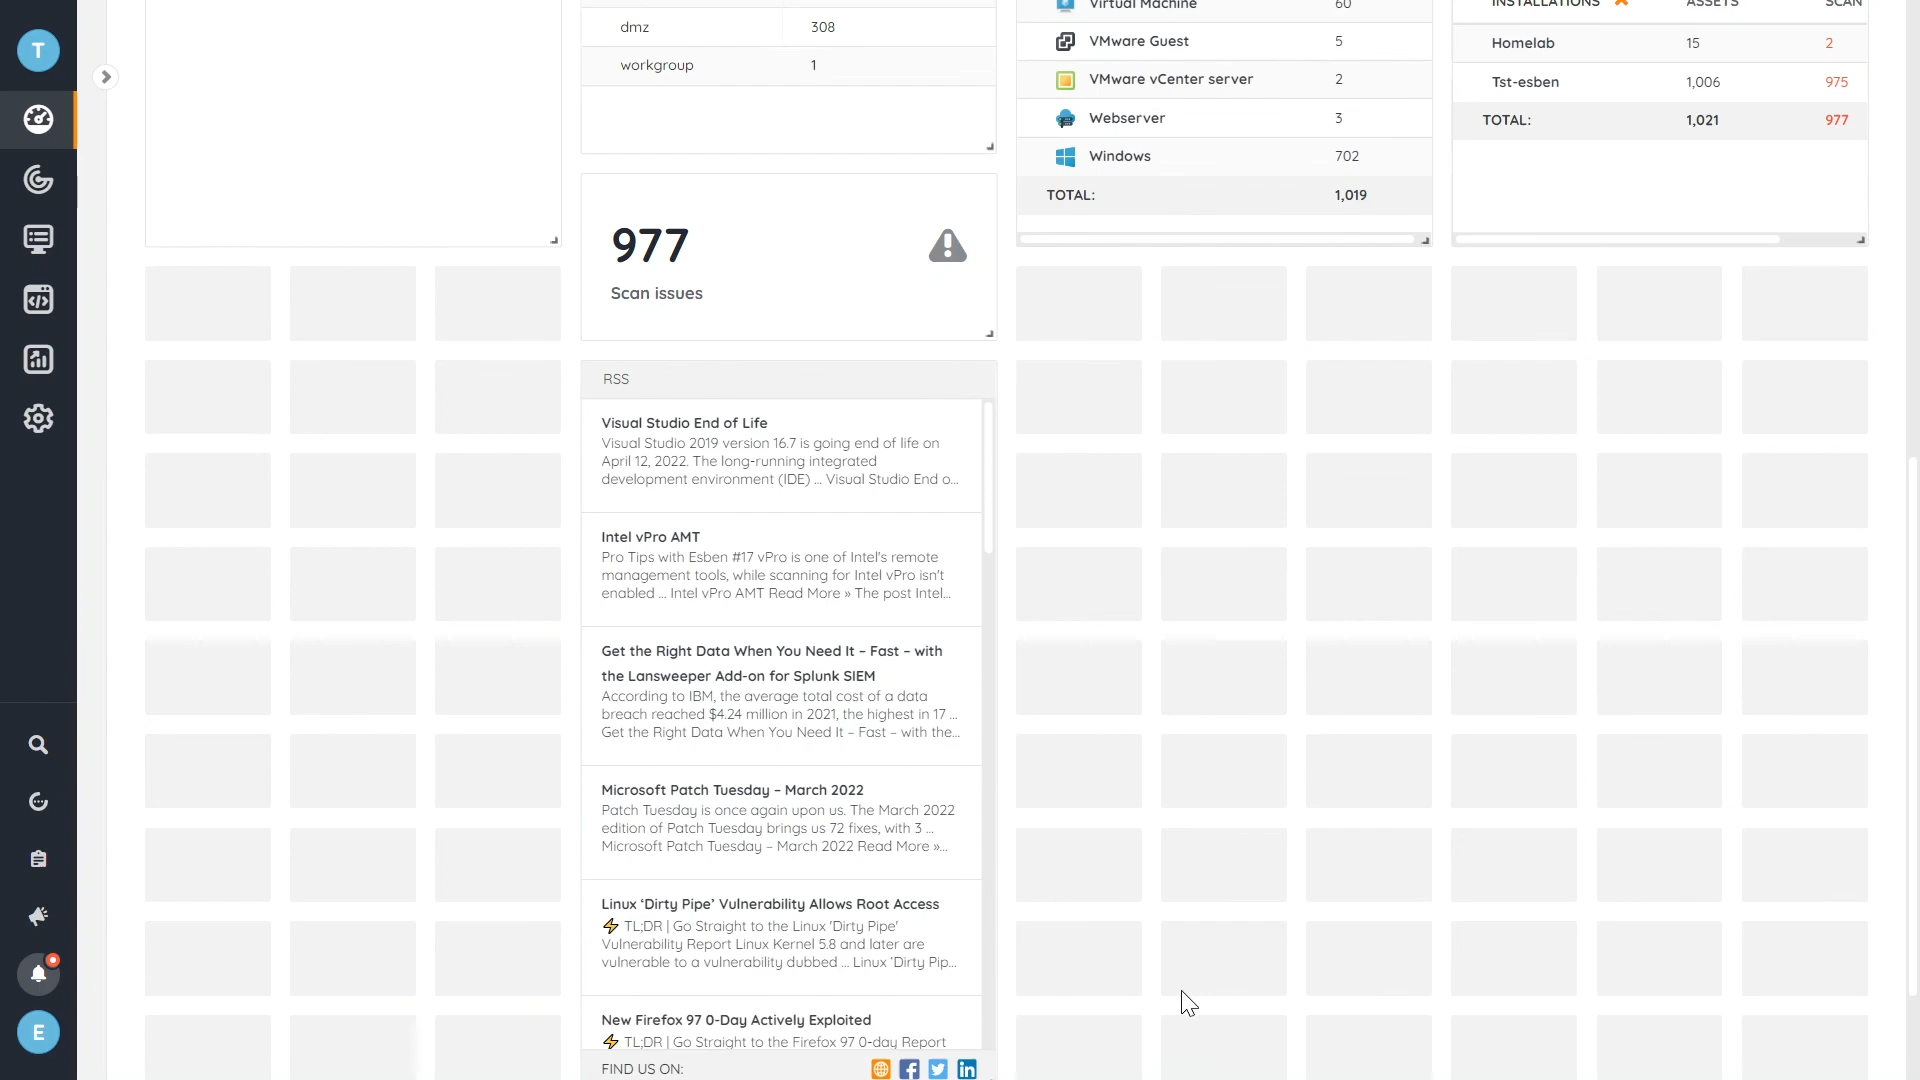 T
dmz 308
workgroup 1
977
Scan issues
RSS
Visual Studio End of Life
Visual Studio 2019 version 16.7 is going end of life on
April 12, 2022. The long-running integrated
development environment (IDE) ... Visual Studio End o...
Intel vPro AMT
Pro Tips with Esben #17 vPro is one of Intel's remote
management tools, while scanning for Intel vPro isn't
enabled ... Intel vPro AMT Read More » The post Intel...
Get the Right Data When You Need It – Fast – with
the Lansweeper Add-on for Splunk SIEM
According to IBM, the average total cost of a data
breach reached $4.24 million in 2021, the highest in 17 ...
Get the Right Data When You Need It – Fast – with the...
Microsoft Patch Tuesday – March 2022
Patch Tuesday is once again upon us. The March 2022
edition of Patch Tuesday brings us 72 fixes, with 3 ...
Microsoft Patch Tuesday – March 2022 Read More »...
Linux ‘Dirty Pipe’ Vulnerability Allows Root Access
⚡ TL;DR | Go Straight to the Linux 'Dirty Pipe'
Vulnerability Report Linux Kernel 5.8 and later are
vulnerable to a vulnerability dubbed ... Linux ‘Dirty Pip...
New Firefox 97 0-Day Actively Exploited
⚡ TL;DR | Go Straight to the Firefox 97 0-day Report
FIND US ON:
Virtual Machine 60
VMware Guest 5
VMware vCenter server 2
Webserver 3
Windows 702
TOTAL: 1,019
INSTALLATIONS ASSETS SCAN
Homelab 15 2
Tst-esben 1,006 975
TOTAL: 1,021 977
E